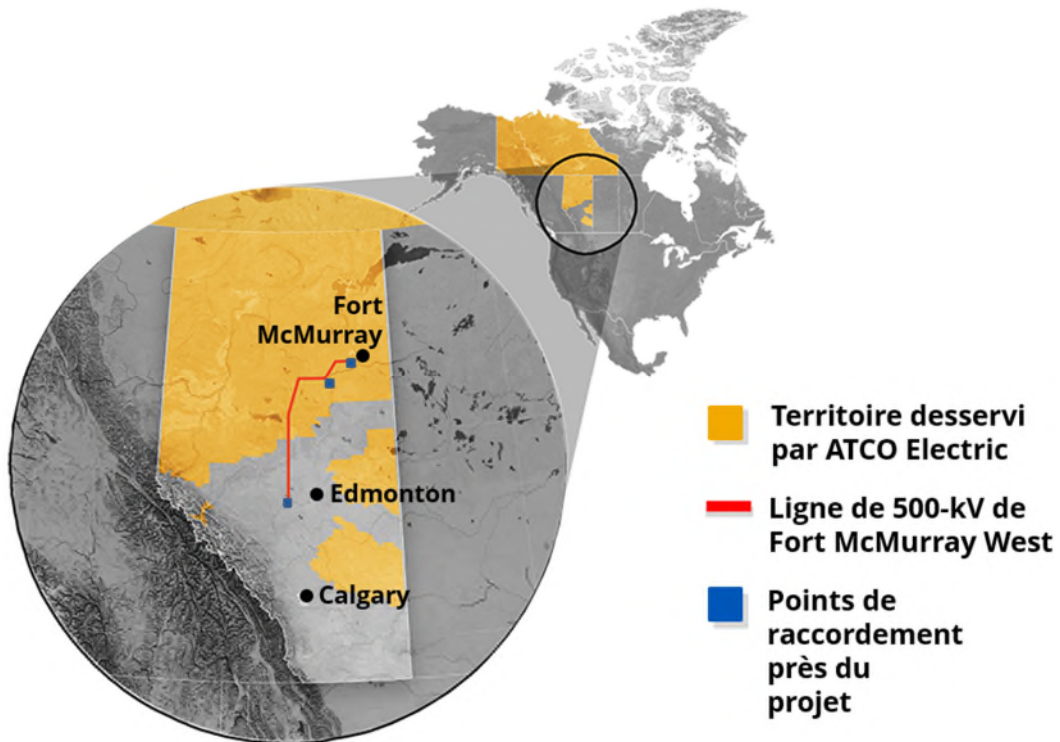 Fort
McMurray
Edmonton
Calgary
Territoire desservi
par ATCO Electric
Ligne de 500-kV de
Fort McMurray West
Points de
raccordement
près du
projet